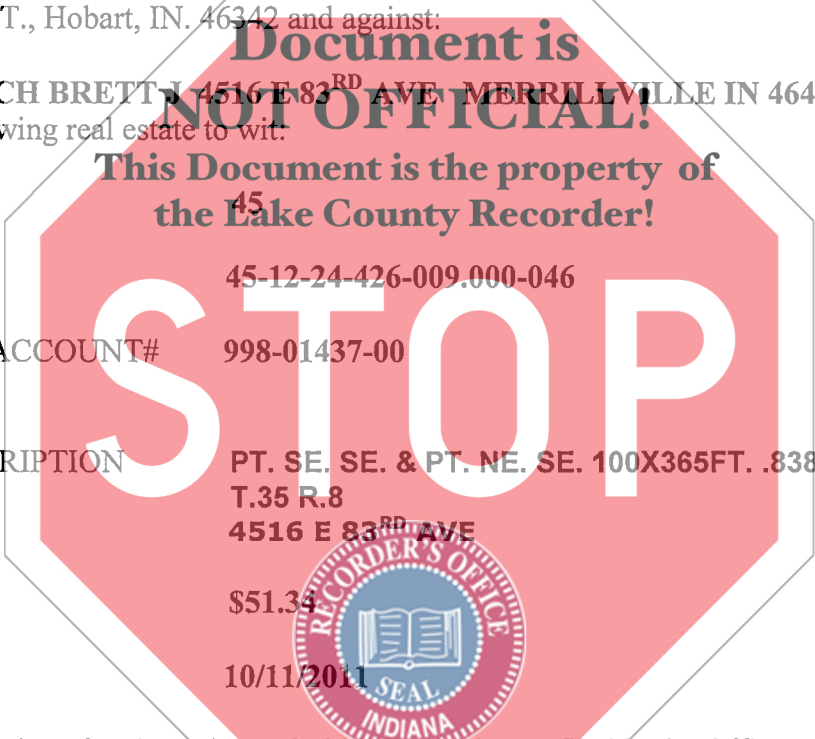 T., Hobart, IN. 46342 and against:
Document is
CH BRETT J 4516 E 83RD AVE MERRILLVILLE IN 464
NOT OFFICIAL!
wing real estate to wit:
This Document is the property of
45
the Lake County Recorder!
45-12-24-426-009.000-046
STOP
ACCOUNT# 998-01437-00
RIPTION PT. SE. SE. & PT. NE. SE. 100X365FT. .838
T.35 R.8
4516 E 83RD AVE
RECORDER'S OFFICE
$51.34
10/11/2011
SEAL
INDIANA